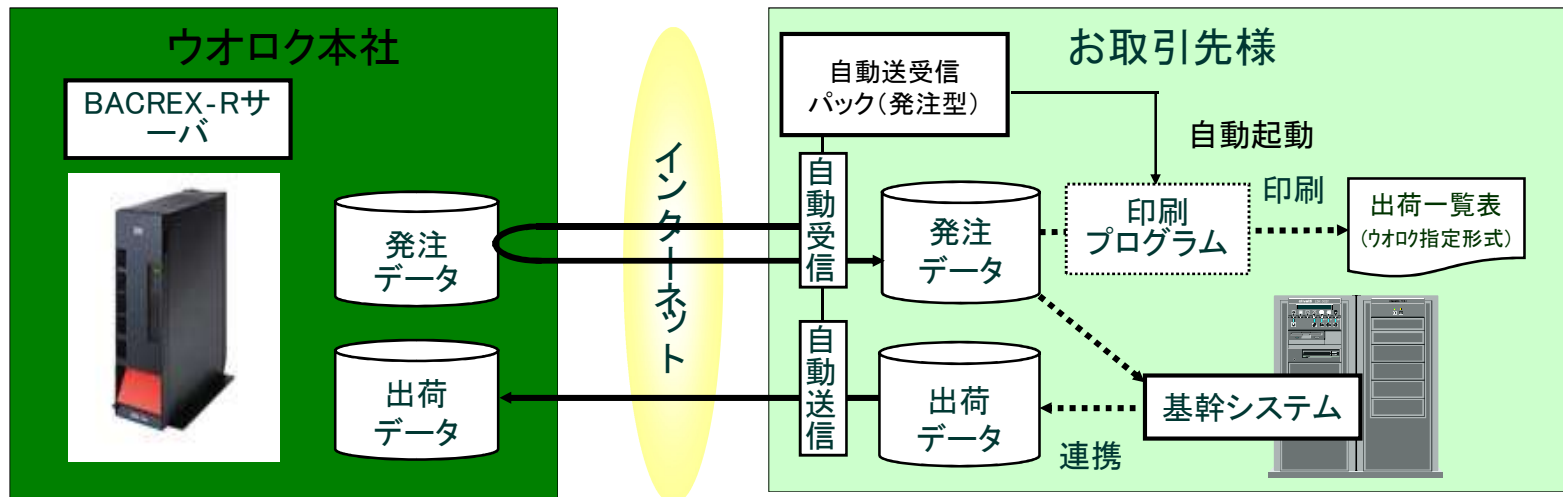 ウオロク本社
BACREX-Rサ
ーバ
発注
データ
出荷
データ
インターネット
お取引先様
自動送受信
パック(発注型)
自動起動
自動受信
発注
データ
印刷
プログラム
印刷
出荷一覧表
(ウオロク指定形式)
自動送信
出荷
データ
連携
基幹システム